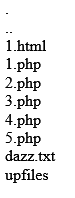 .
..
1.html
1.php
2.php
3.php
4.php
5.php
dazz.txt
upfiles